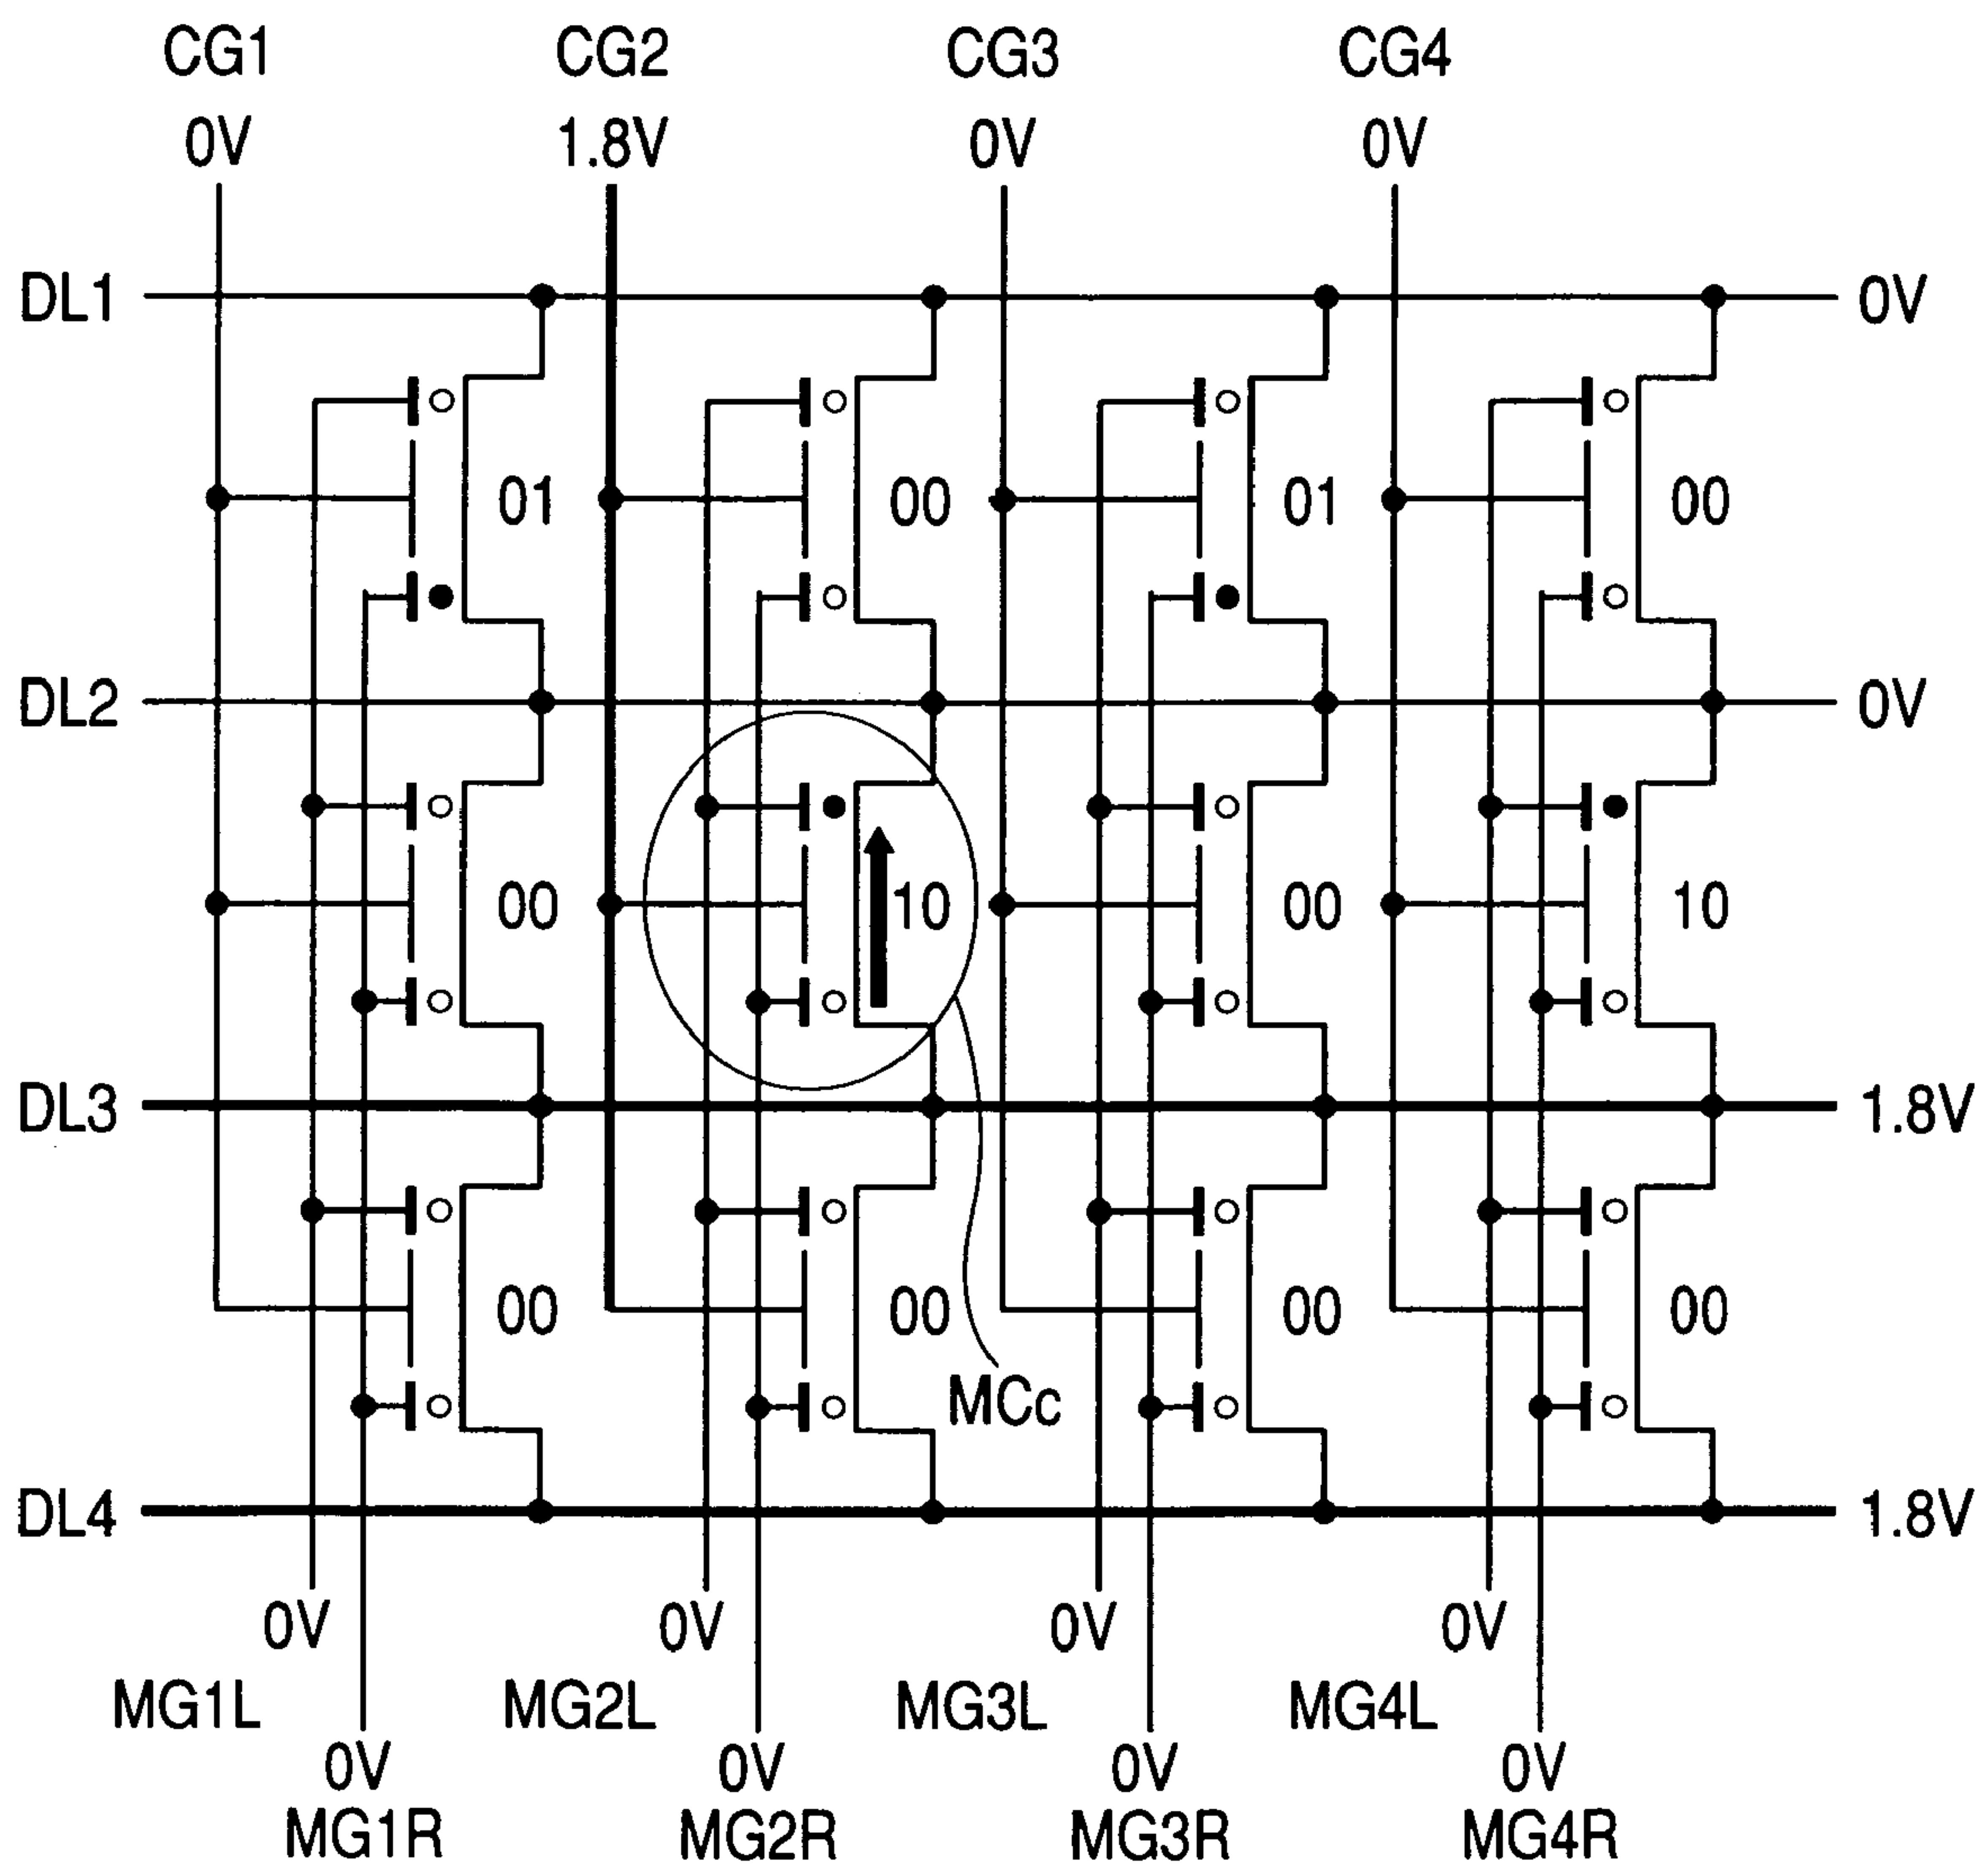 CG1 CG2 CG3 CG4
0V 1.8V 0V 0V
DL1 0V
01 00 01 00
DL2 0V
00 10 00 10
DL3 1.8V
00 00 00 00
MCc
DL4 1.8V
0V 0V 0V 0V
MG1L MG2L MG3L MG4L
0V 0V 0V 0V
MG1R MG2R MG3R MG4R